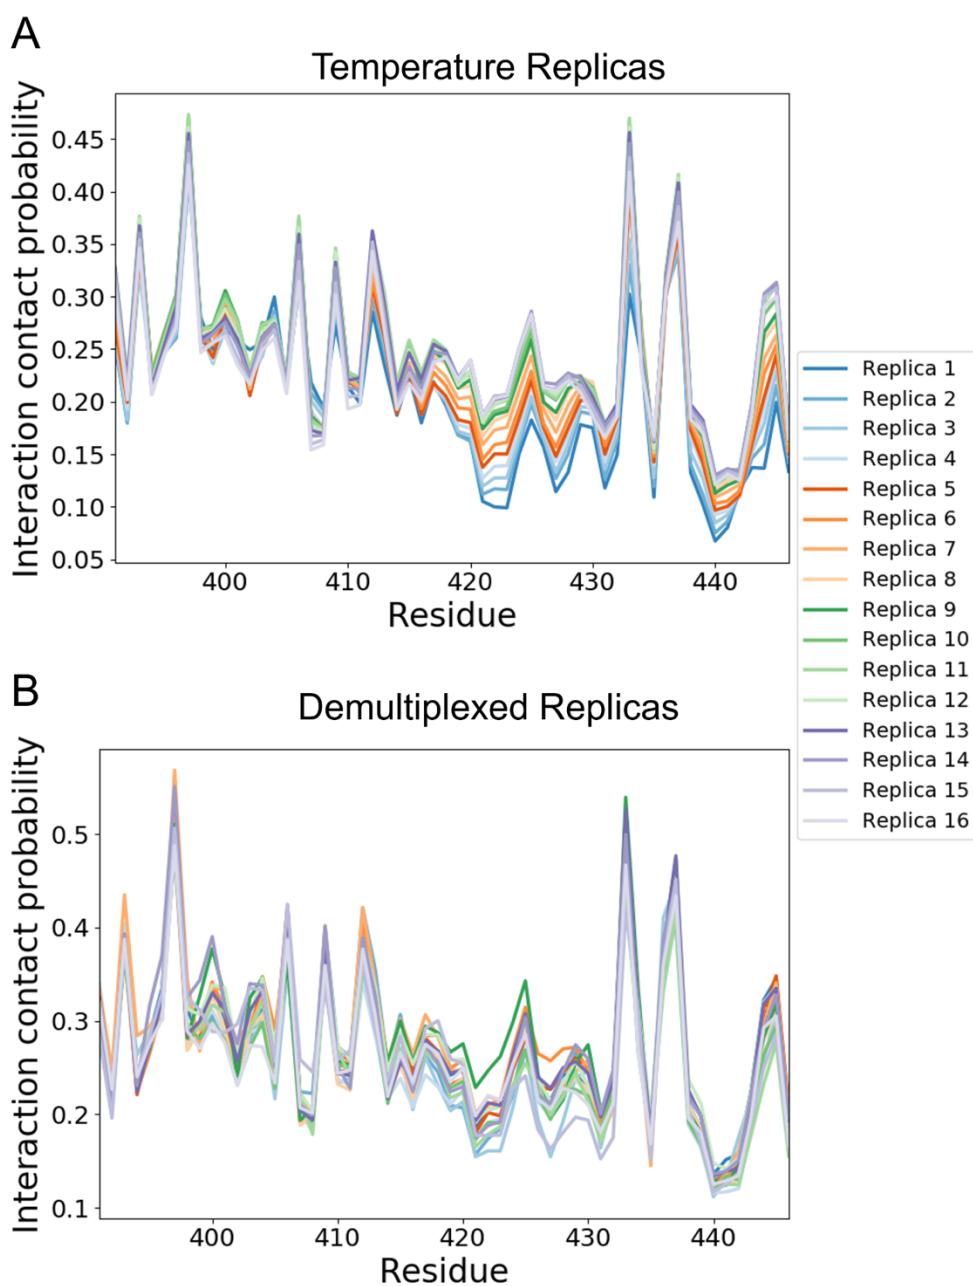 A
Temperature Replicas
Interaction contact probability
0.45
0.40
0.35
0.30
0.25
0.20
0.15
0.10
0.05
400 410 420 430 440
Residue
Replica 1
Replica 2
Replica 3
Replica 4
Replica 5
Replica 6
Replica 7
Replica 8
Replica 9
Replica 10
Replica 11
Replica 12
Replica 13
Replica 14
Replica 15
Replica 16
B
Demultiplexed Replicas
Interaction contact probability
0.5
0.4
0.3
0.2
0.1
400 410 420 430 440
Residue